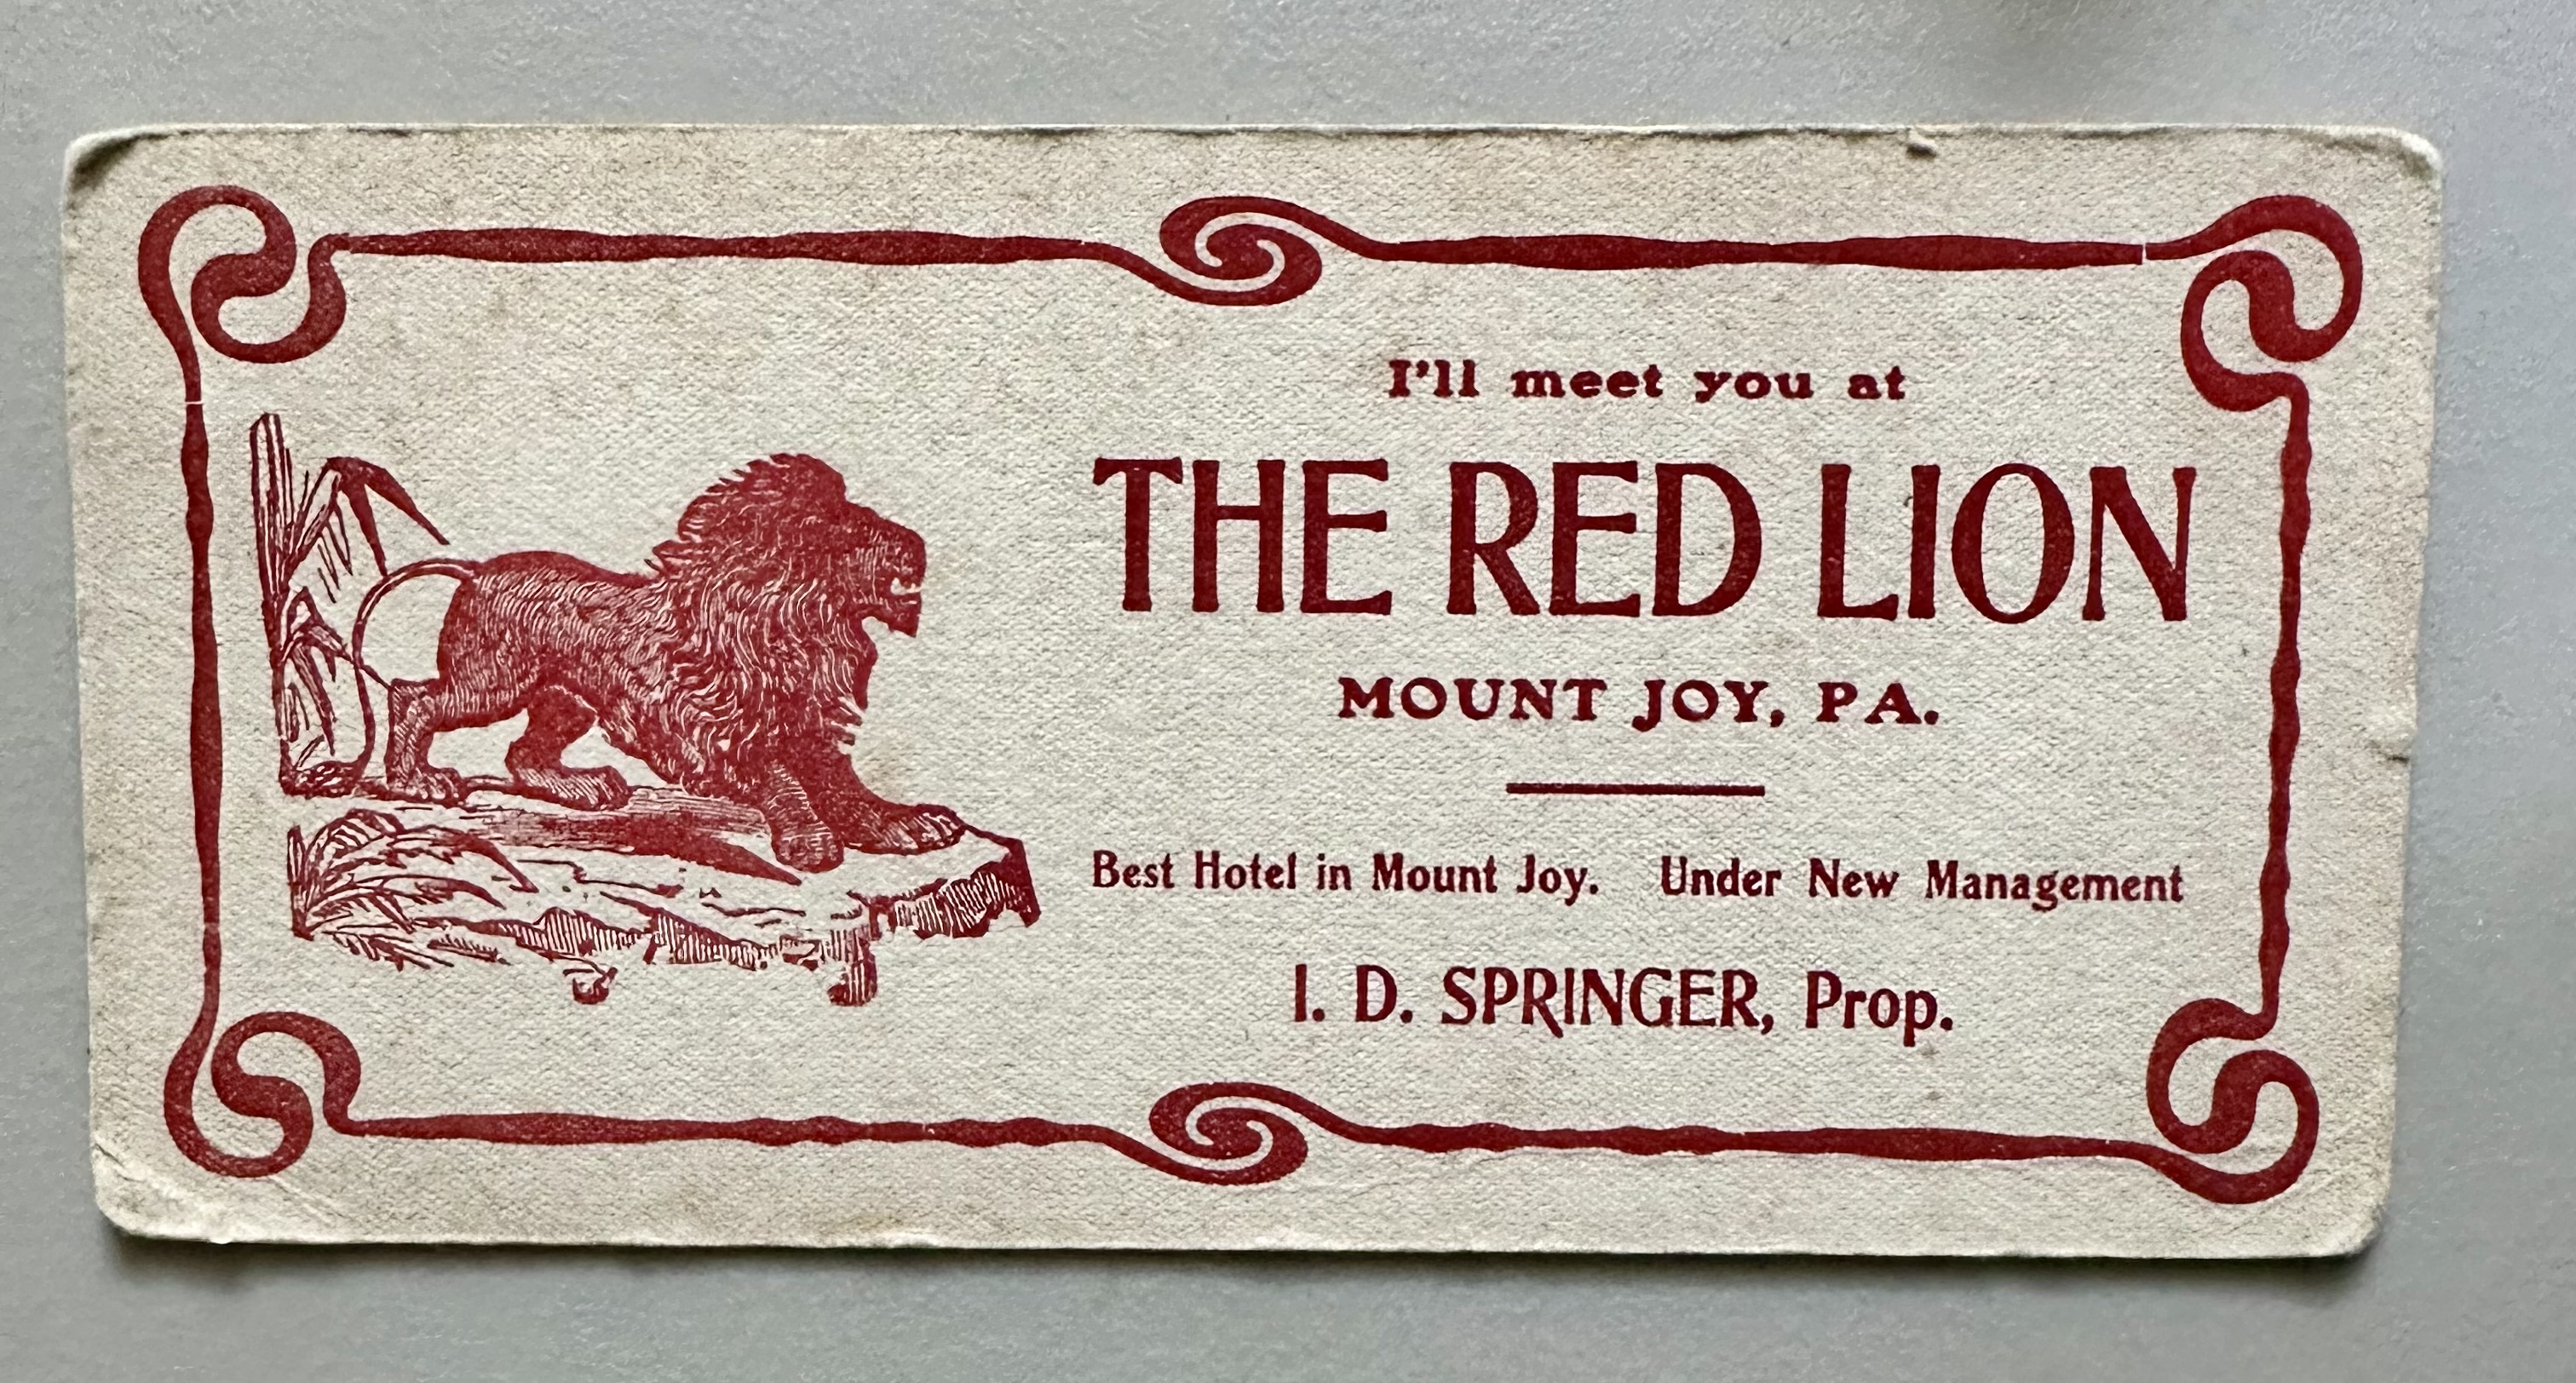 I'll meet you at
THE RED LION
MOUNT JOY, PA.
Best Hotel in Mount Joy. Under New Management
I. D. SPRINGER, Prop.